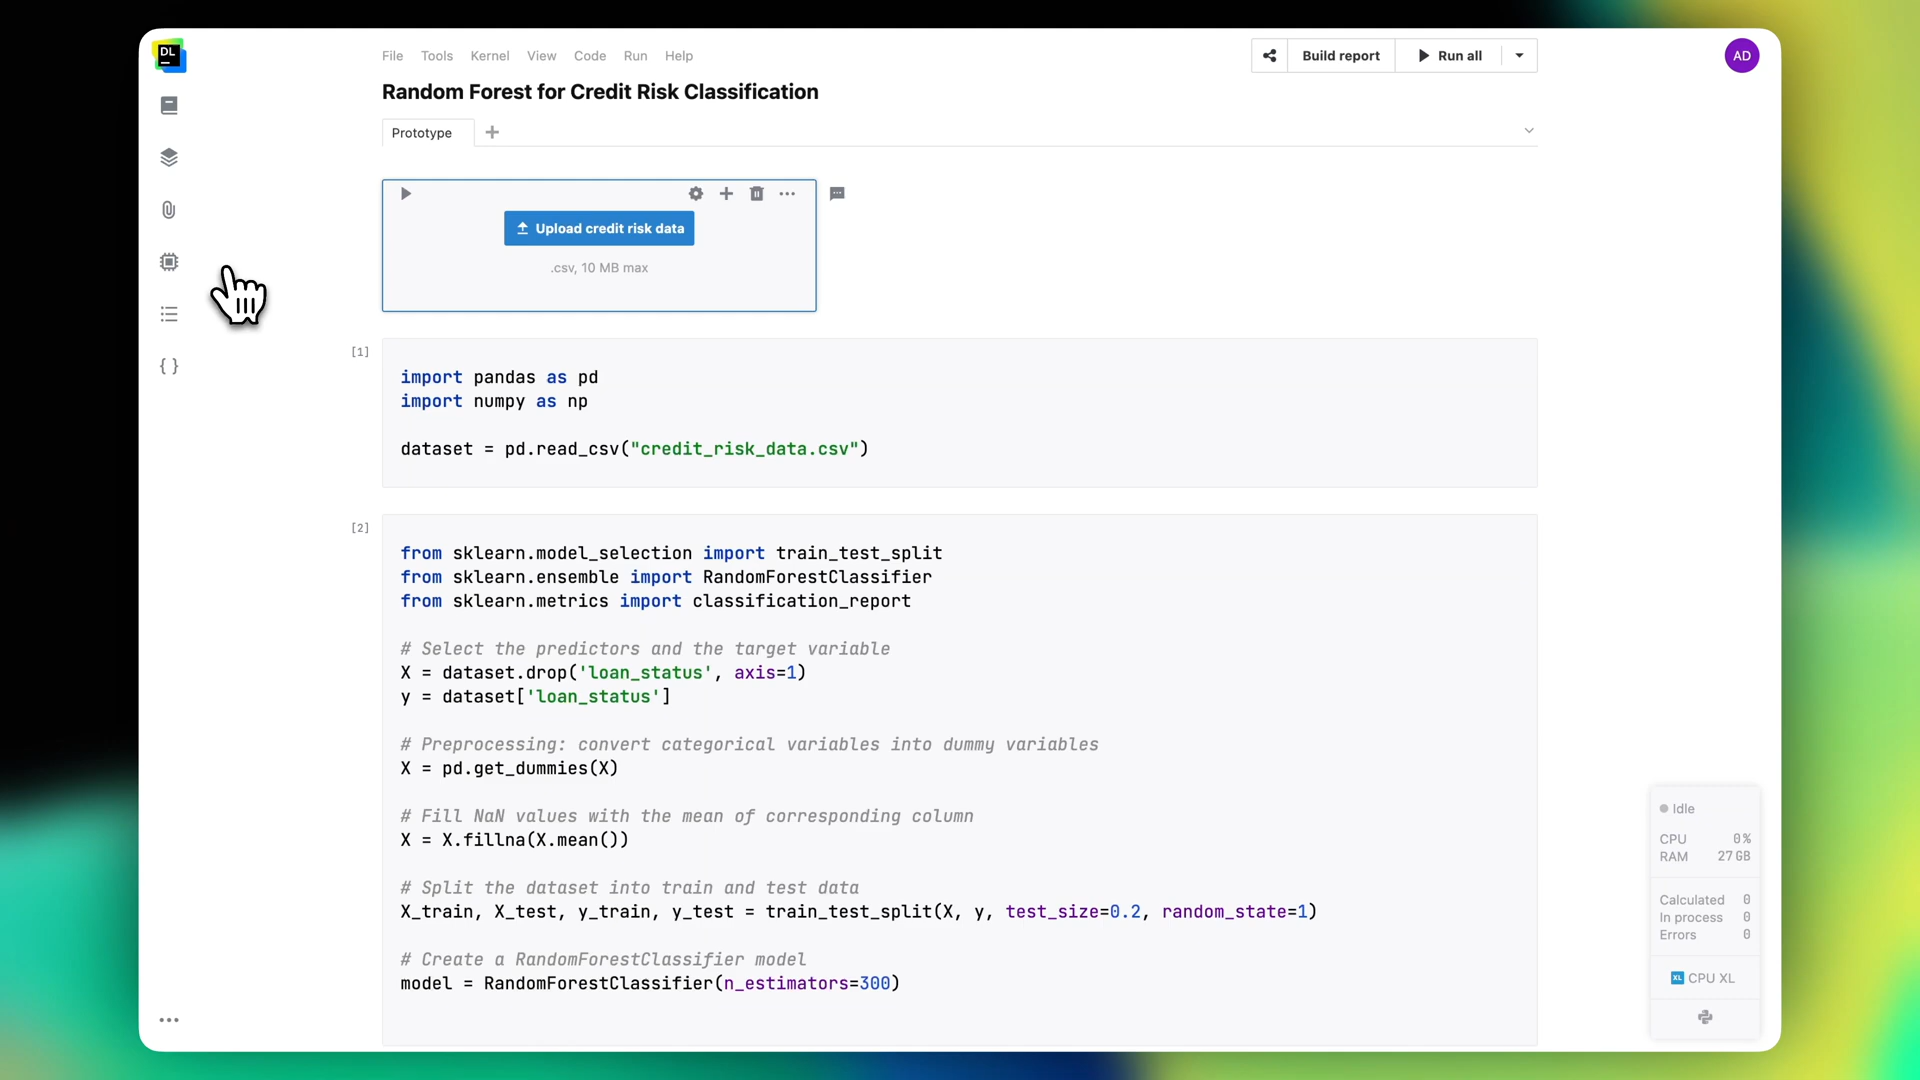 DL
File Tools Kernel View Code Run Help
Build report
Run all
AD
Random Forest for Credit Risk Classification
Prototype
Upload credit risk data
.csv, 10 MB max
[1]
import pandas as pd
import numpy as np
dataset = pd.read_csv("credit_risk_data.csv")
[2]
from sklearn.model_selection import train_test_split
from sklearn.ensemble import RandomForestClassifier
from sklearn.metrics import classification_report
# Select the predictors and the target variable
X = dataset.drop('loan_status', axis=1)
y = dataset['loan_status']
# Preprocessing: convert categorical variables into dummy variables
X = pd.get_dummies(X)
# Fill NaN values with the mean of corresponding column
X = X.fillna(X.mean())
# Split the dataset into train and test data
X_train, X_test, y_train, y_test = train_test_split(X, y, test_size=0.2, random_state=1)
# Create a RandomForestClassifier model
model = RandomForestClassifier(n_estimators=300)
Idle
CPU 0%
RAM 27 GB
Calculated 0
In process 0
Errors 0
XL CPU XL